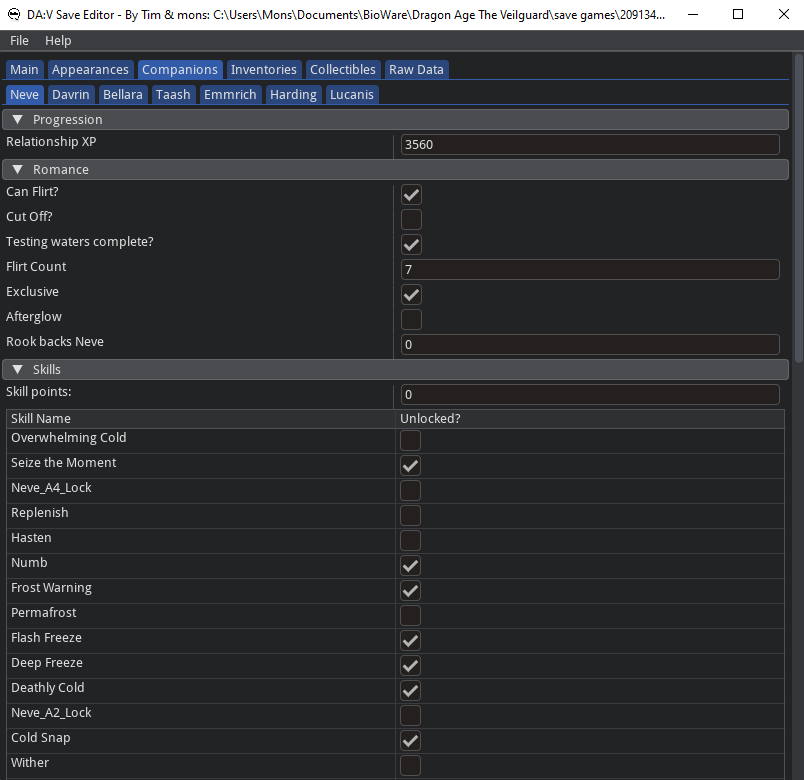 DA:V Save Editor - By Tim & mons: C:\Users\Mons\Documents\BioWare\Dragon Age The Veilguard\save games\209134...
File Help
Main Appearances Companions Inventories Collectibles Raw Data
Neve Davrin Bellara Taash Emmrich Harding Lucanis
Progression
Relationship XP 3560
Romance
Can Flirt?
Cut Off?
Testing waters complete?
Flirt Count 7
Exclusive
Afterglow
Rook backs Neve 0
Skills
Skill points: 0
Skill Name Unlocked?
Overwhelming Cold
Seize the Moment
Neve_A4_Lock
Replenish
Hasten
Numb
Frost Warning
Permafrost
Flash Freeze
Deep Freeze
Deathly Cold
Neve_A2_Lock
Cold Snap
Wither